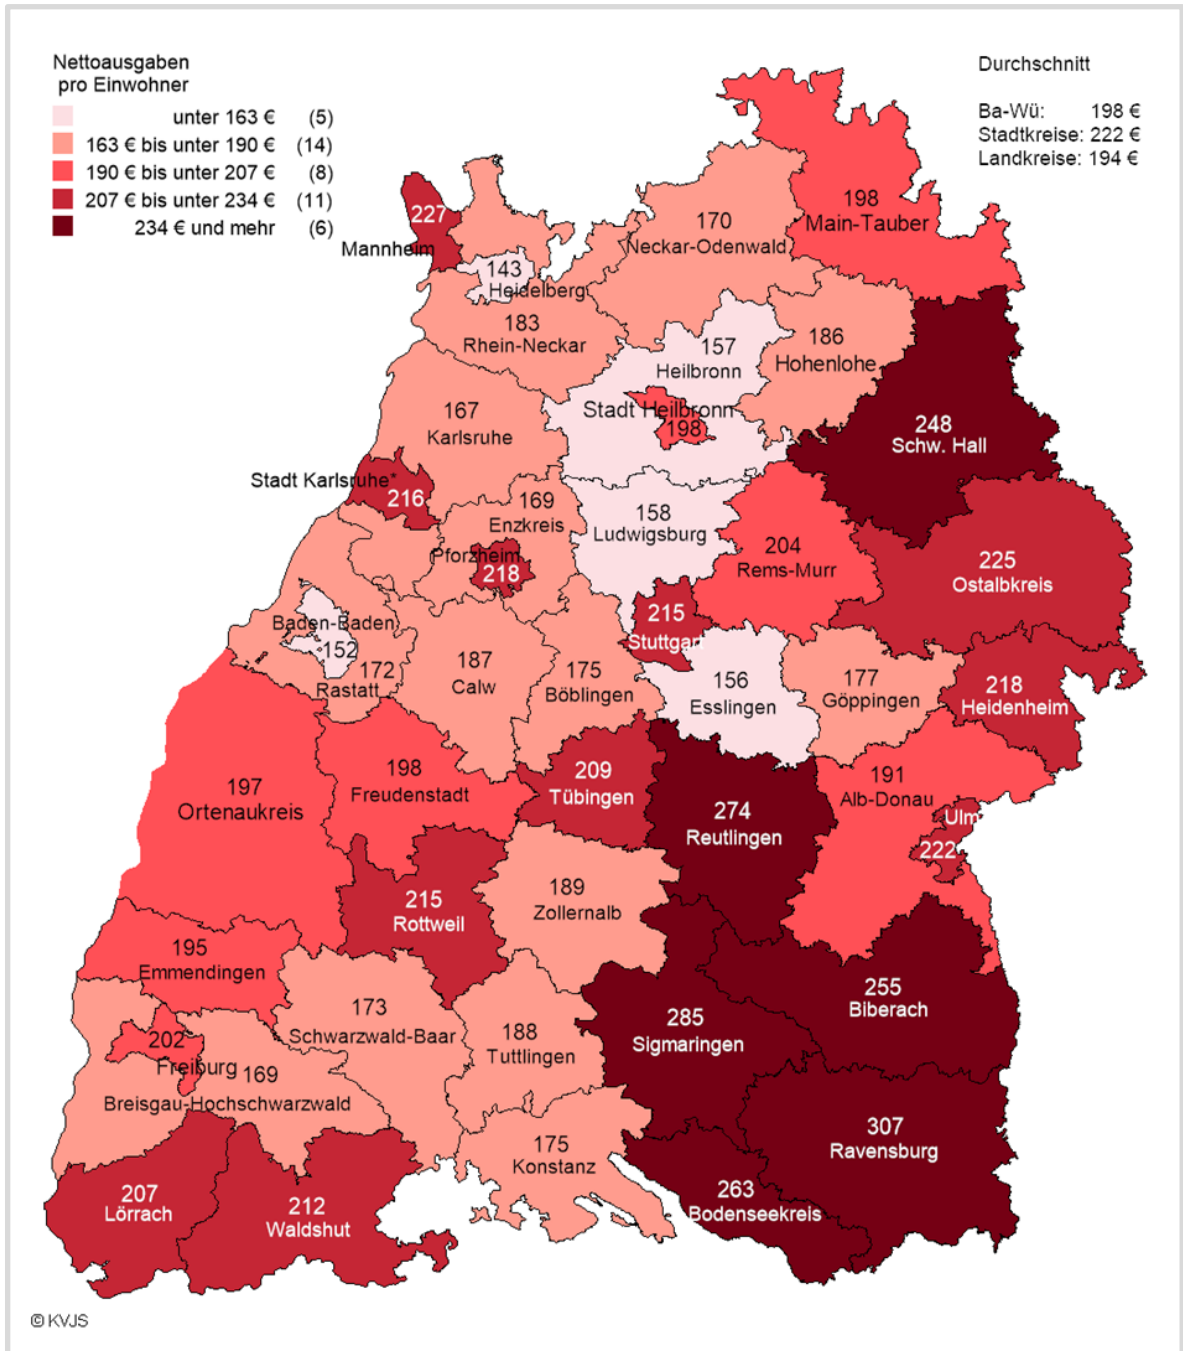 Nettoausgaben
pro Einwohner
unter 163 € (5)
163 € bis unter 190 € (14)
190 € bis unter 207 € (8)
207 € bis unter 234 € (11)
234 € und mehr (6)
Durchschnitt
Ba-Wü: 198 €
Stadtkreise: 222 €
Landkreise: 194 €
227
Mannheim
143
Heidelberg
183
Rhein-Neckar
170
Neckar-Odenwald
198
Main-Tauber
157
Heilbronn
186
Hohenlohe
Stadt Heilbronn
198
248
Schw. Hall
167
Karlsruhe
Stadt Karlsruhe*
216
169
Enzkreis
Pforzheim
218
158
Ludwigsburg
204
Rems-Murr
225
Ostalbkreis
215
Stuttgart
Baden-Baden
152
172
Rastatt
187
Calw
175
Böblingen
156
Esslingen
177
Göppingen
218
Heidenheim
197
Ortenaukreis
198
Freudenstadt
209
Tübingen
274
Reutlingen
191
Alb-Donau
Ulm
222
215
Rottweil
189
Zollernalb
195
Emmendingen
173
Schwarzwald-Baar
188
Tuttlingen
285
Sigmaringen
255
Biberach
202
Freiburg
169
Breisgau-Hochschwarzwald
175
Konstanz
307
Ravensburg
263
Bodenseekreis
207
Lörrach
212
Waldshut
© KVJS